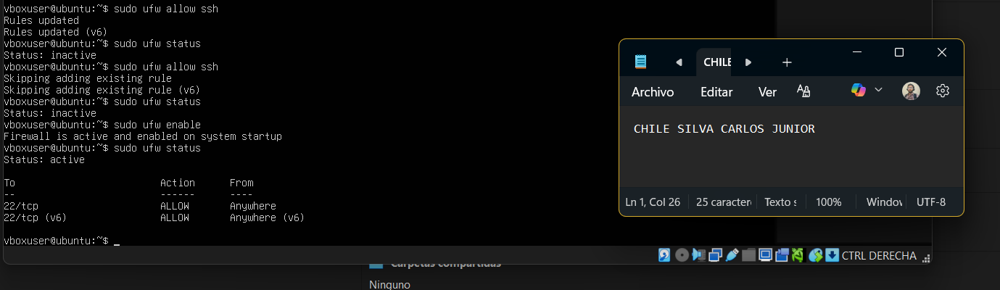 vboxuser@ubuntu:~$ sudo ufw allow ssh
Rules updated
Rules updated (v6)
vboxuser@ubuntu:~$ sudo ufw status
Status: inactive
vboxuser@ubuntu:~$ sudo ufw allow ssh
Skipping adding existing rule
Skipping adding existing rule (v6)
vboxuser@ubuntu:~$ sudo ufw status
Status: inactive
vboxuser@ubuntu:~$ sudo ufw enable
Firewall is active and enabled on system startup
vboxuser@ubuntu:~$ sudo ufw status
Status: active
To Action From
-- ------ ----
22/tcp ALLOW Anywhere
22/tcp (v6) ALLOW Anywhere (v6)
vboxuser@ubuntu:~$ _
CHILE
Archivo Editar Ver
CHILE SILVA CARLOS JUNIOR
Ln 1, Col 26 25 caracter Texto 100% Window UTF-8
CTRL DERECHA
Carpetas compartidas
Ninguno